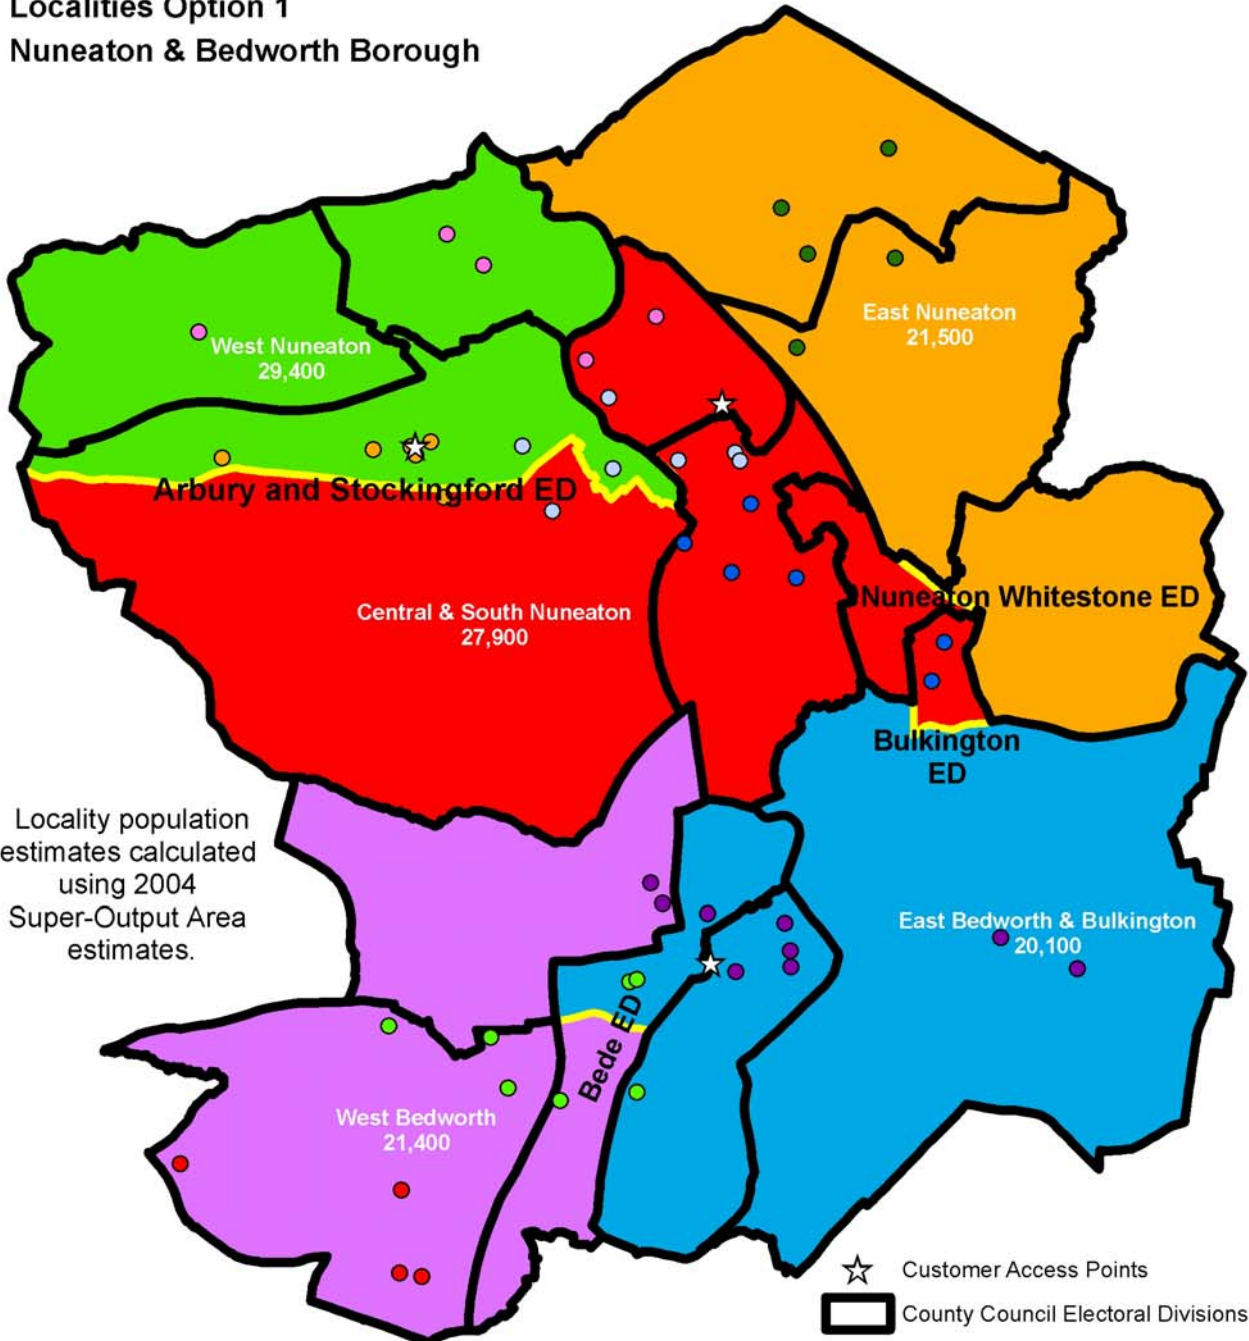 Localities Option 1
Nuneaton & Bedworth Borough
East Nuneaton
21,500
West Nuneaton
29,400
Arbury and Stockingford ED
Central & South Nuneaton
27,900
Nuneaton Whitestone ED
Bulkington
ED
Locality population
estimates calculated
using 2004
Super-Output Area
estimates.
East Bedworth & Bulkington
20,100
Bede ED
West Bedworth
21,400
Customer Access Points
County Council Electoral Divisions